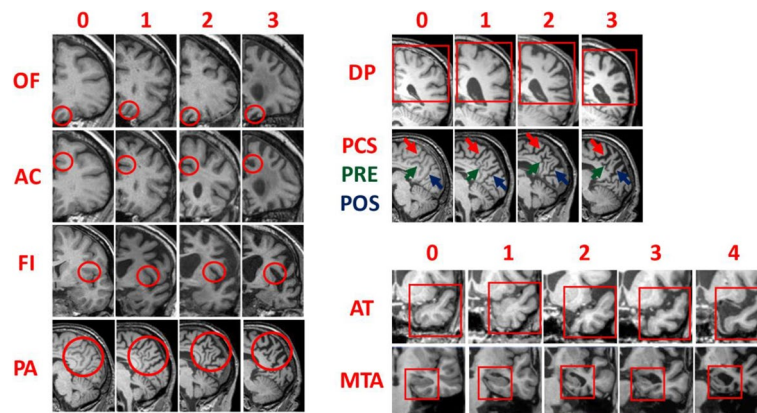 0 1 2 3
OF
AC
FI
PA
0 1 2 3
DP
PCS
PRE
POS
0 1 2 3 4
AT
MTA